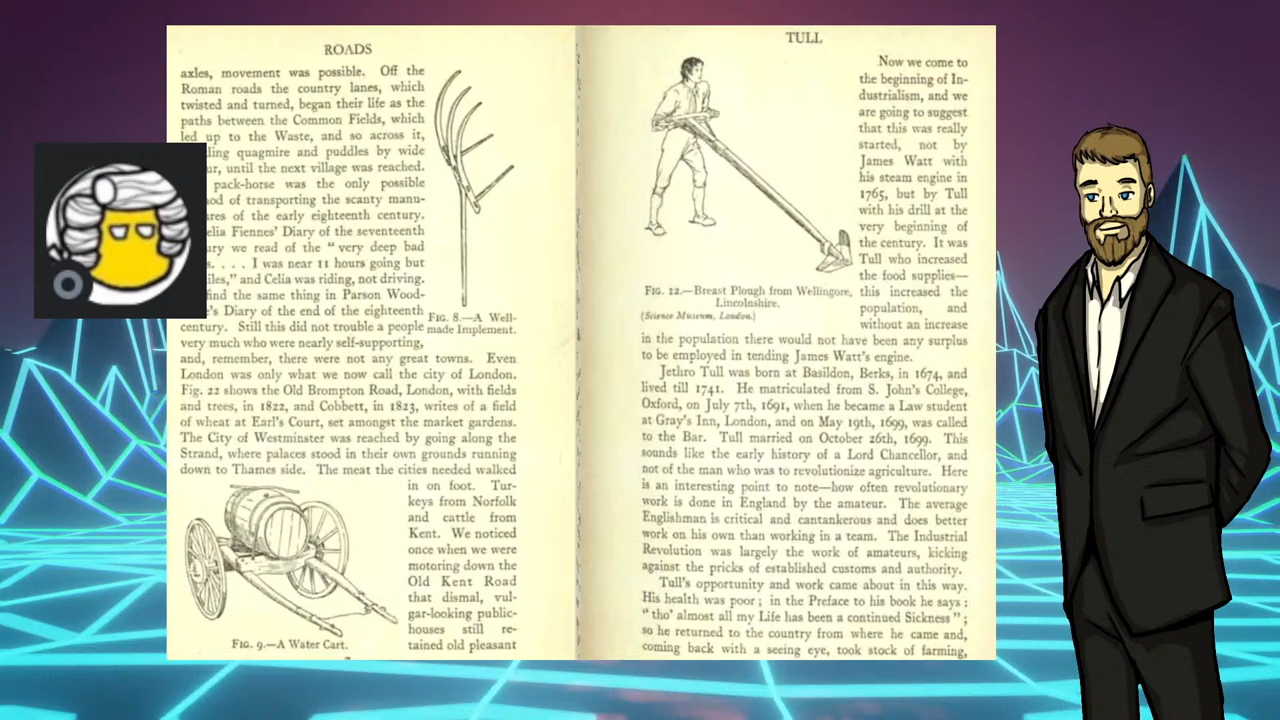 ROADS
axles, movement was possible. Off the
Roman roads the country lanes, which
twisted and turned, began their life as the
paths between the Common Fields, which
led up to the Waste, and so across it,
ding quagmire and puddles by wide
ur, until the next village was reached.
pack-horse was the only possible
od of transporting the scanty manu-
res of the early eighteenth century.
elia Fiennes' Diary of the seventeenth
ury we read of the " very deep bad
s. . . . I was near 11 hours going but
iles," and Celia was riding, not driving.
find the same thing in Parson Wood-
's Diary of the end of the eighteenth
century. Still this did not trouble a people
very much who were nearly self-supporting,
and, remember, there were not any great towns. Even
London was only what we now call the city of London.
Fig. 22 shows the Old Brompton Road, London, with fields
and trees, in 1822, and Cobbett, in 1823, writes of a field
of wheat at Earl's Court, set amongst the market gardens.
The City of Westminster was reached by going along the
Strand, where palaces stood in their own grounds running
down to Thames side. The meat the cities needed walked
in on foot. Tur-
keys from Norfolk
and cattle from
Kent. We noticed
once when we were
motoring down the
Old Kent Road
that dismal, vul-
gar-looking public-
houses still re-
tained old pleasant
FIG. 8.—A Well-
made Implement.
FIG. 9.—A Water Cart.
TULL
Now we come to
the beginning of In-
dustrialism, and we
are going to suggest
that this was really
started, not by
James Watt with
his steam engine in
1765, but by Tull
with his drill at the
very beginning of
the century. It was
Tull who increased
the food supplies—
this increased the
population, and
without an increase
FIG. 22.—Breast Plough from Wellingore,
Lincolnshire.
(Science Museum, London.)
in the population there would not have been any surplus
to be employed in tending James Watt's engine.
Jethro Tull was born at Basildon, Berks, in 1674, and
lived till 1741. He matriculated from S. John's College,
Oxford, on July 7th, 1691, when he became a Law student
at Gray's Inn, London, and on May 19th, 1699, was called
to the Bar. Tull married on October 26th, 1699. This
sounds like the early history of a Lord Chancellor, and
not of the man who was to revolutionize agriculture. Here
is an interesting point to note—how often revolutionary
work is done in England by the amateur. The average
Englishman is critical and cantankerous and does better
work on his own than working in a team. The Industrial
Revolution was largely the work of amateurs, kicking
against the pricks of established customs and authority.
Tull's opportunity and work came about in this way.
His health was poor ; in the Preface to his book he says :
" tho' almost all my Life has been a continued Sickness " ;
so he returned to the country from where he came and,
coming back with a seeing eye, took stock of farming,